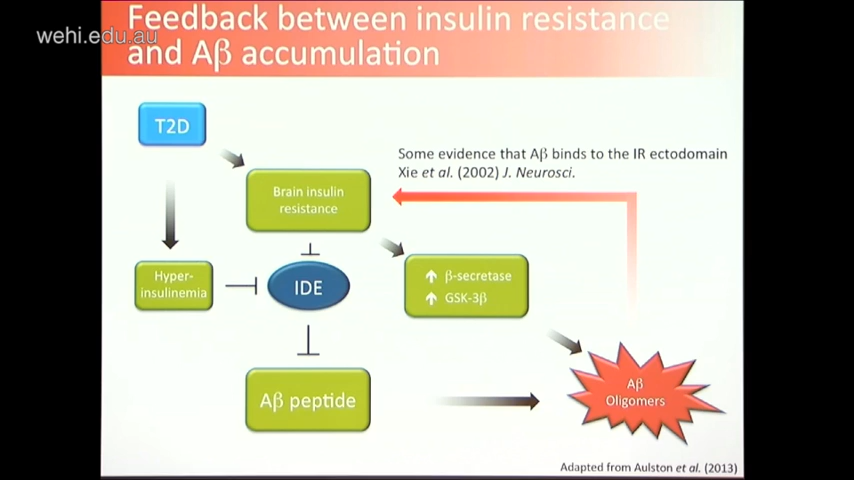 Feedback between insulin resistance
and Aβ accumulation
wehi.edu.au
T2D
Some evidence that Aβ binds to the IR ectodomain
Xie et al. (2002) J. Neurosci.
Brain insulin
resistance
Hyper-
insulinemia
IDE
β-secretase
GSK-3β
Aβ peptide
Aβ
Oligomers
Adapted from Aulston et al. (2013)